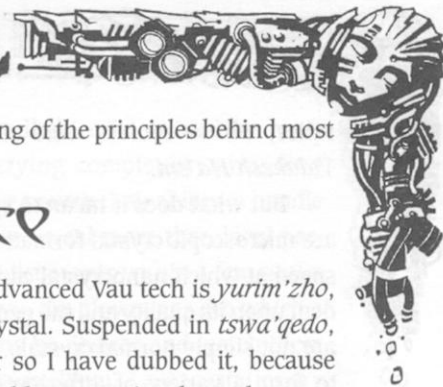 ng of the principles behind most
dvanced Vau tech is yurim'zho,
ystal. Suspended in tswa'qedo,
so I have dubbed it, because